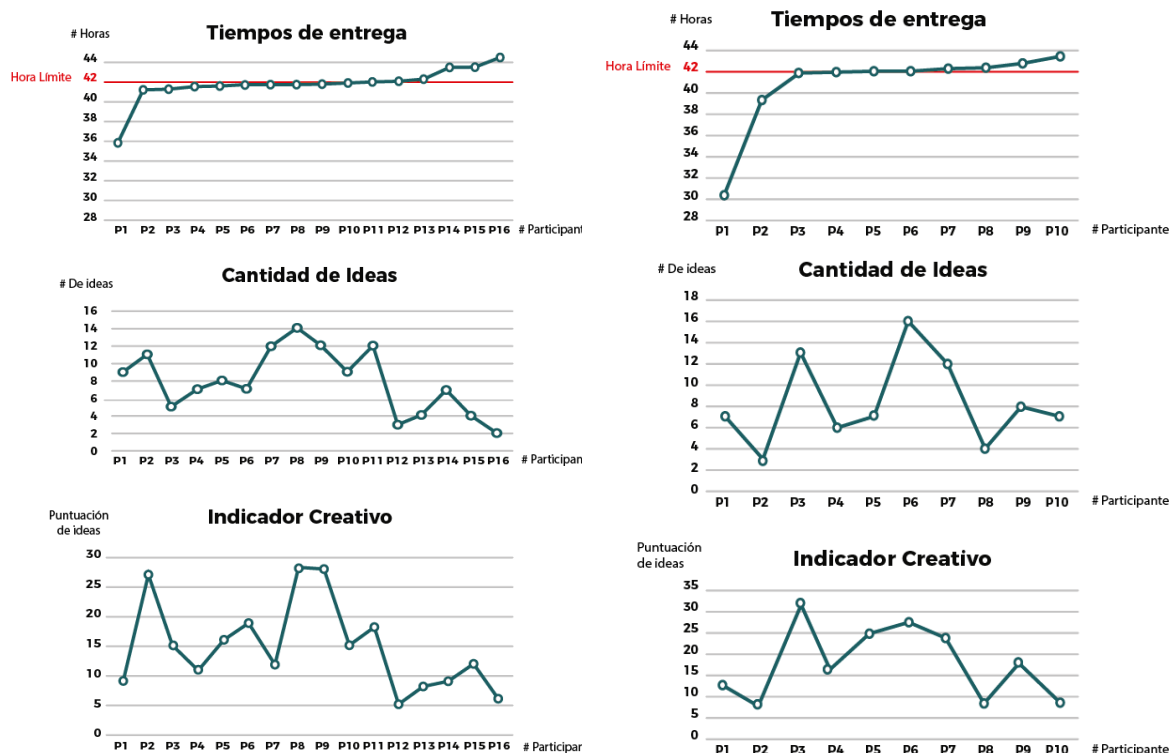 Tiempos de entrega
# Horas
Hora Límite
44
42
40
38
36
34
32
30
28
P1 P2 P3 P4 P5 P6 P7 P8 P9 P10 P11 P12 P13 P14 P15 P16
# Participant
Cantidad de Ideas
# De ideas
16
14
12
10
8
6
4
2
0
P1 P2 P3 P4 P5 P6 P7 P8 P9 P10 P11 P12 P13 P14 P15 P16
# Participant
Indicador Creativo
Puntuación
de ideas
30
25
20
15
10
5
0
P1 P2 P3 P4 P5 P6 P7 P8 P9 P10 P11 P12 P13 P14 P15 P16
# Participant
Tiempos de entrega
# Horas
Hora Límite
44
42
40
38
36
34
32
30
28
P1 P2 P3 P4 P5 P6 P7 P8 P9 P10
# Participante
Cantidad de Ideas
# De ideas
18
16
14
12
10
8
6
4
2
0
P1 P2 P3 P4 P5 P6 P7 P8 P9 P10
# Participante
Indicador Creativo
Puntuación
de ideas
35
30
25
20
15
10
5
0
P1 P2 P3 P4 P5 P6 P7 P8 P9 P10
# Participante